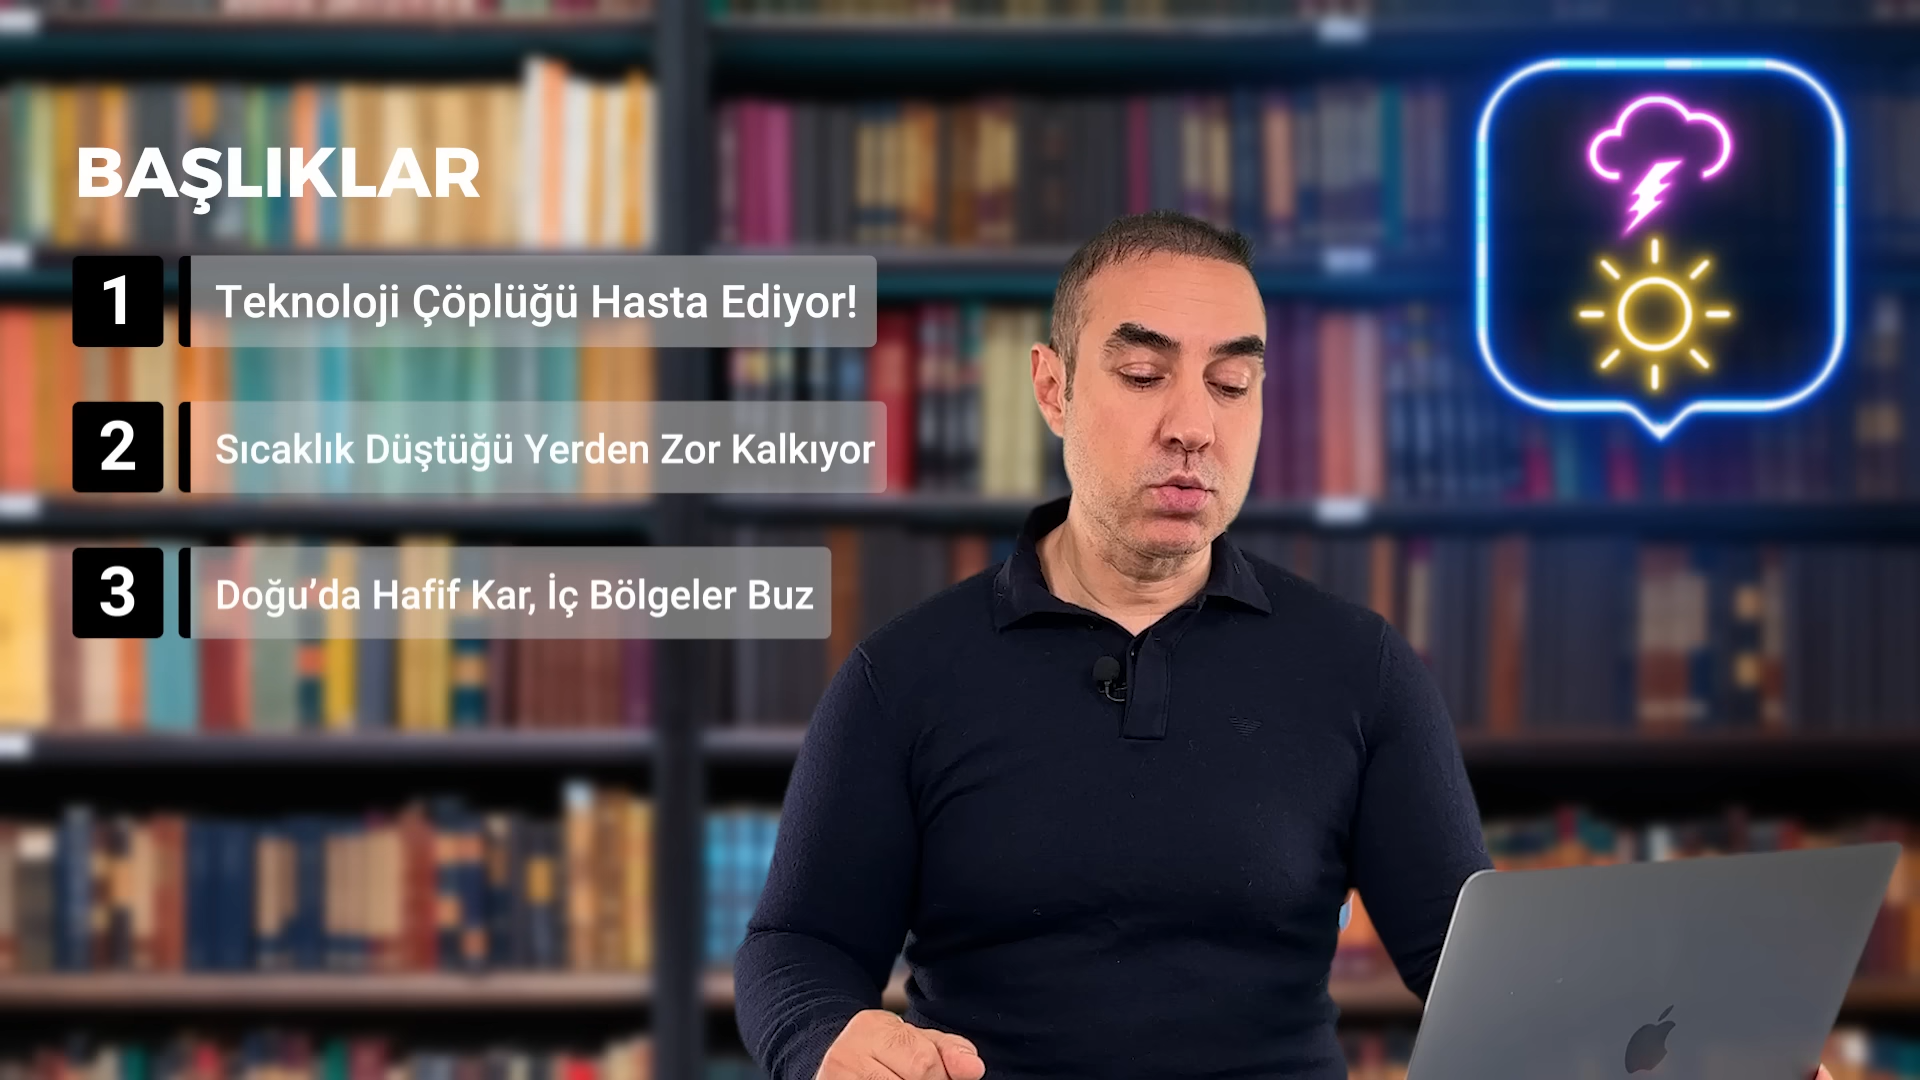 BAŞLIKLAR
1 Teknoloji Çöplüğü Hasta Ediyor!
2 Sıcaklık Düştüğü Yerden Zor Kalkıyor
3 Doğu’da Hafif Kar, İç Bölgeler Buz